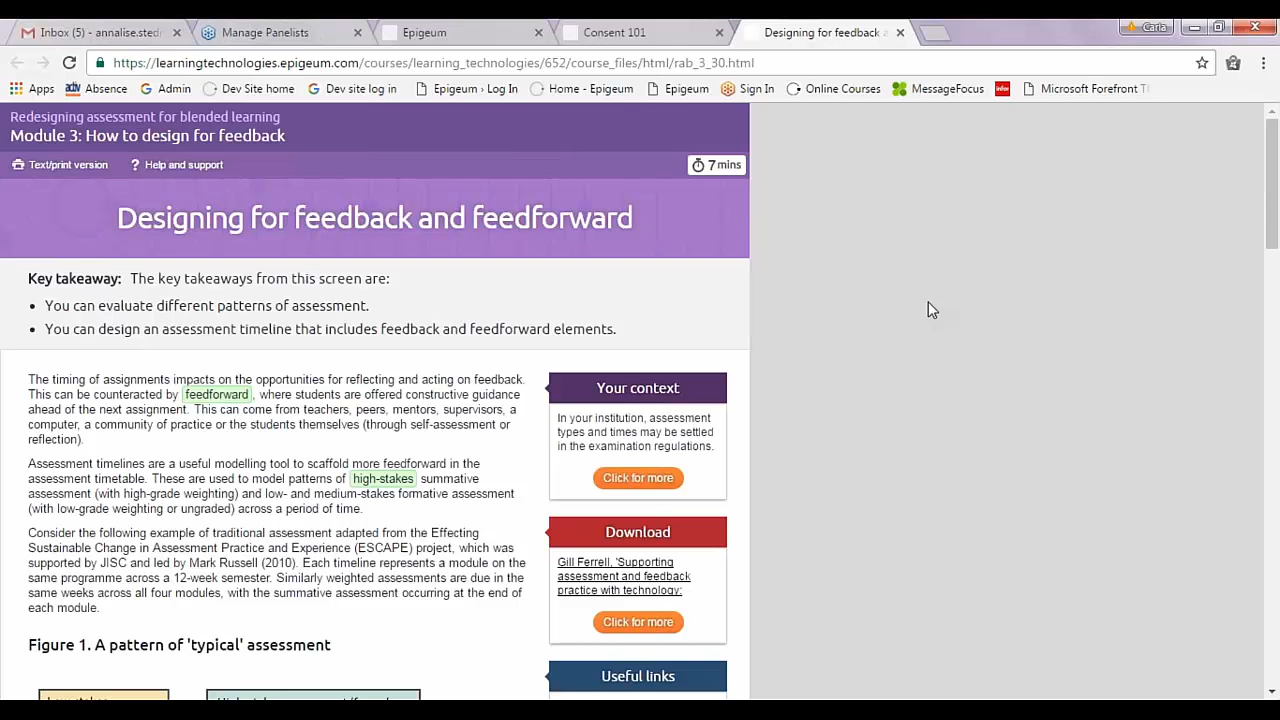 Inbox (5) - annalise.stedn
Manage Panelists
Epigeum
Consent 101
Designing for feedback a
Carla
https://learningtechnologies.epigeum.com/courses/learning_technologies/652/course_files/html/rab_3_30.html
Apps
adtv Absence
G Admin
Dev Site home
G Dev site log in
Epigeum › Log In
Home - Epigeum
Epigeum
Sign In
Online Courses
MessageFocus
infor
Microsoft Forefront T
Redesigning assessment for blended learning
Module 3: How to design for feedback
Text/print version
? Help and support
7 mins
Designing for feedback and feedforward
Key takeaway: The key takeaways from this screen are:
• You can evaluate different patterns of assessment.
• You can design an assessment timeline that includes feedback and feedforward elements.
The timing of assignments impacts on the opportunities for reflecting and acting on feedback.
This can be counteracted by feedforward, where students are offered constructive guidance
ahead of the next assignment. This can come from teachers, peers, mentors, supervisors, a
computer, a community of practice or the students themselves (through self-assessment or
reflection).
Assessment timelines are a useful modelling tool to scaffold more feedforward in the
assessment timetable. These are used to model patterns of high-stakes summative
assessment (with high-grade weighting) and low- and medium-stakes formative assessment
(with low-grade weighting or ungraded) across a period of time.
Consider the following example of traditional assessment adapted from the Effecting
Sustainable Change in Assessment Practice and Experience (ESCAPE) project, which was
supported by JISC and led by Mark Russell (2010). Each timeline represents a module on the
same programme across a 12-week semester. Similarly weighted assessments are due in the
same weeks across all four modules, with the summative assessment occurring at the end of
each module.
Figure 1. A pattern of 'typical' assessment
Your context
In your institution, assessment
types and times may be settled
in the examination regulations.
Click for more
Download
Gill Ferrell, 'Supporting
assessment and feedback
practice with technology:
Click for more
Useful links